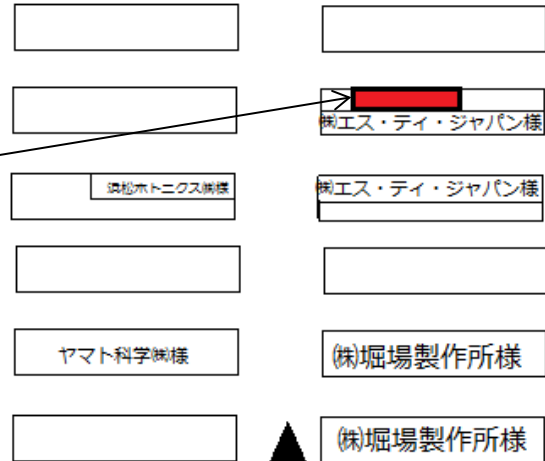 ㈱エス・ティ・ジャパン様
浜松ホトニクス㈱様
㈱エス・ティ・ジャパン様
ヤマト科学㈱様
㈱堀場製作所様
㈱堀場製作所様